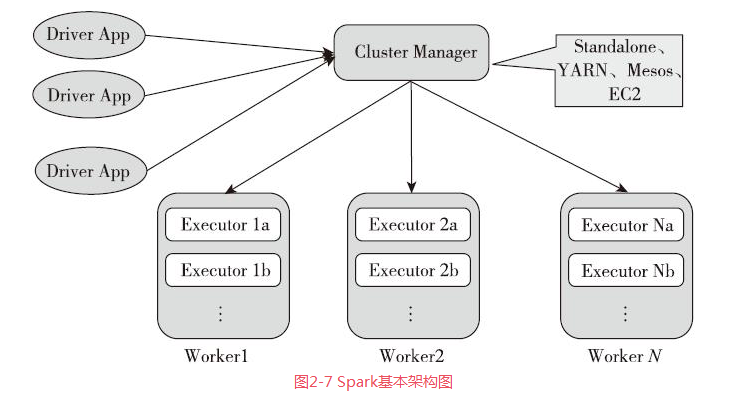 Driver App
Driver App
Driver App
Cluster Manager
Standalone、
YARN、Mesos、
EC2
Executor 1a
Executor 1b
⋮
Worker1
Executor 2a
Executor 2b
⋮
Worker2
Executor Na
Executor Nb
⋮
Worker N
图2-7 Spark基本架构图